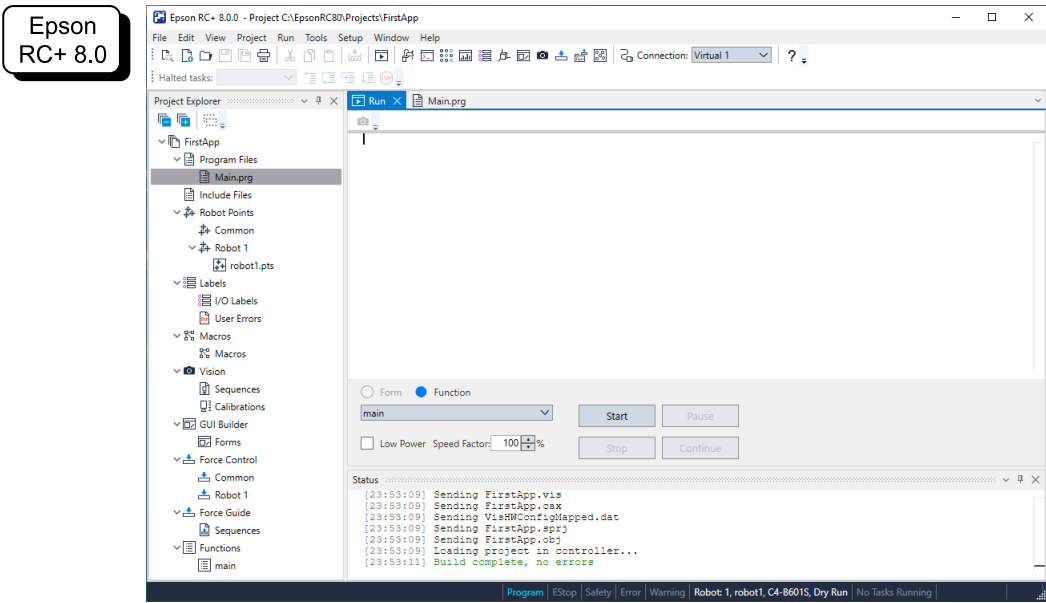 Epson
RC+ 8.0
Epson RC+ 8.0.0 - Project C:\EpsonRC80\Projects\FirstApp
File Edit View Project Run Tools Setup Window Help
Connection: Virtual 1 ?
Halted tasks: STOP
Project Explorer
Run Main.prg
FirstApp
Program Files
Main.prg
Include Files
Robot Points
Common
Robot 1
robot1.pts
Labels
I/O Labels
User Errors
Macros
Macros
Vision
Sequences
Calibrations
GUI Builder
Forms
Force Control
Common
Robot 1
Force Guide
Sequences
Functions
main
Form Function
main Start Pause
Low Power Speed Factor: 100 % Stop Continue
Status
[23:53:09] Sending FirstApp.vis
[23:53:09] Sending FirstApp.cax
[23:53:09] Sending VisHWConfigMapped.dat
[23:53:09] Sending FirstApp.sprj
[23:53:09] Sending FirstApp.obj
[23:53:09] Loading project in controller...
[23:53:11] Build complete, no errors
Program EStop Safety Error Warning Robot: 1, robot1, C4-B601S, Dry Run No Tasks Running